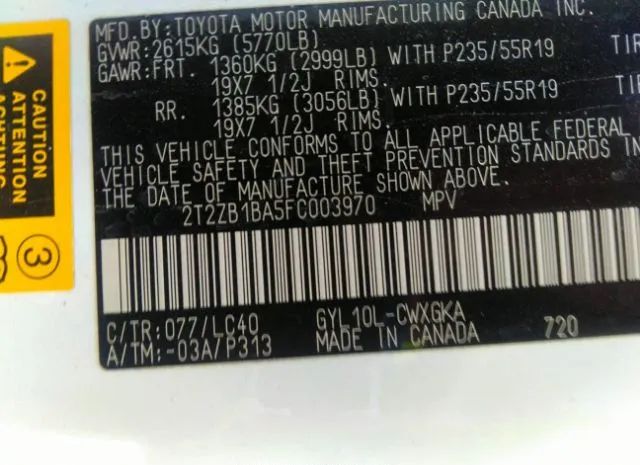 MFD.BY:TOYOTA MOTOR MANUFACTURING CANADA INC.
GVWR:2615KG (5770LB)
GAWR:FRT. 1360KG (2999LB) WITH P235/55R19
19X7 1/2J RIMS.
RR. 1385KG (3056LB) WITH P235/55R19
19X7 1/2J RIMS.
THIS VEHICLE CONFORMS TO ALL APPLICABLE FEDERAL
VEHICLE SAFETY AND THEFT PREVENTION STANDARDS IN
THE DATE OF MANUFACTURE SHOWN ABOVE.
2T2ZB1BA5FC003970 MPV
C/TR:077/LC40 GYL10L-CWXGKA
A/TM:-03A/P313 MADE IN CANADA 720
3